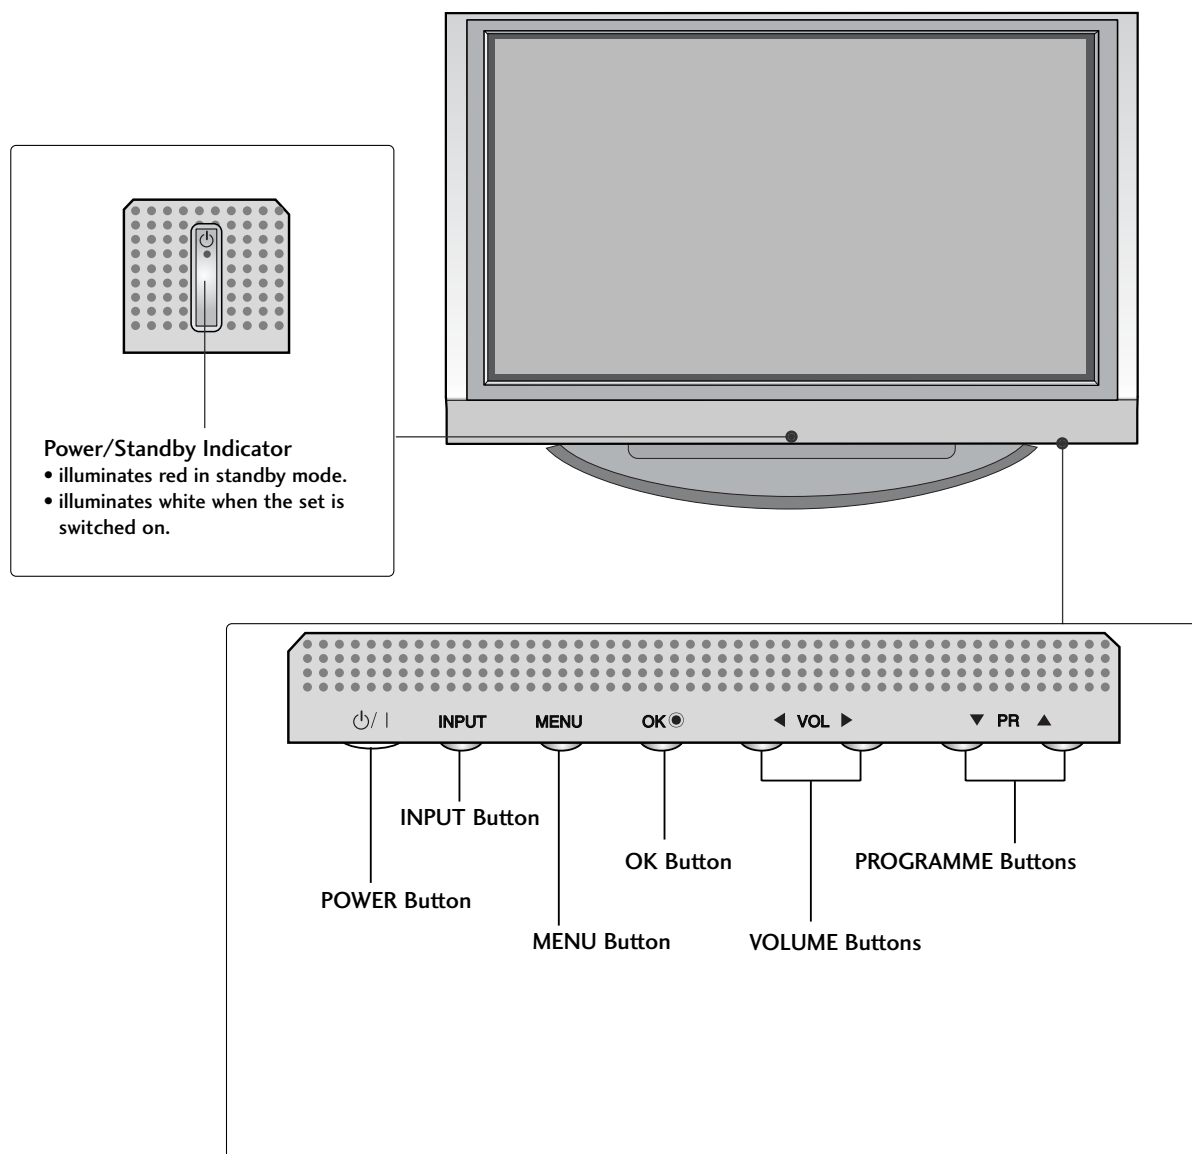 Power/Standby Indicator
• illuminates red in standby mode.
• illuminates white when the set is
switched on.
/ I INPUT MENU OK VOL PR
INPUT Button
OK Button
PROGRAMME Buttons
POWER Button
MENU Button
VOLUME Buttons